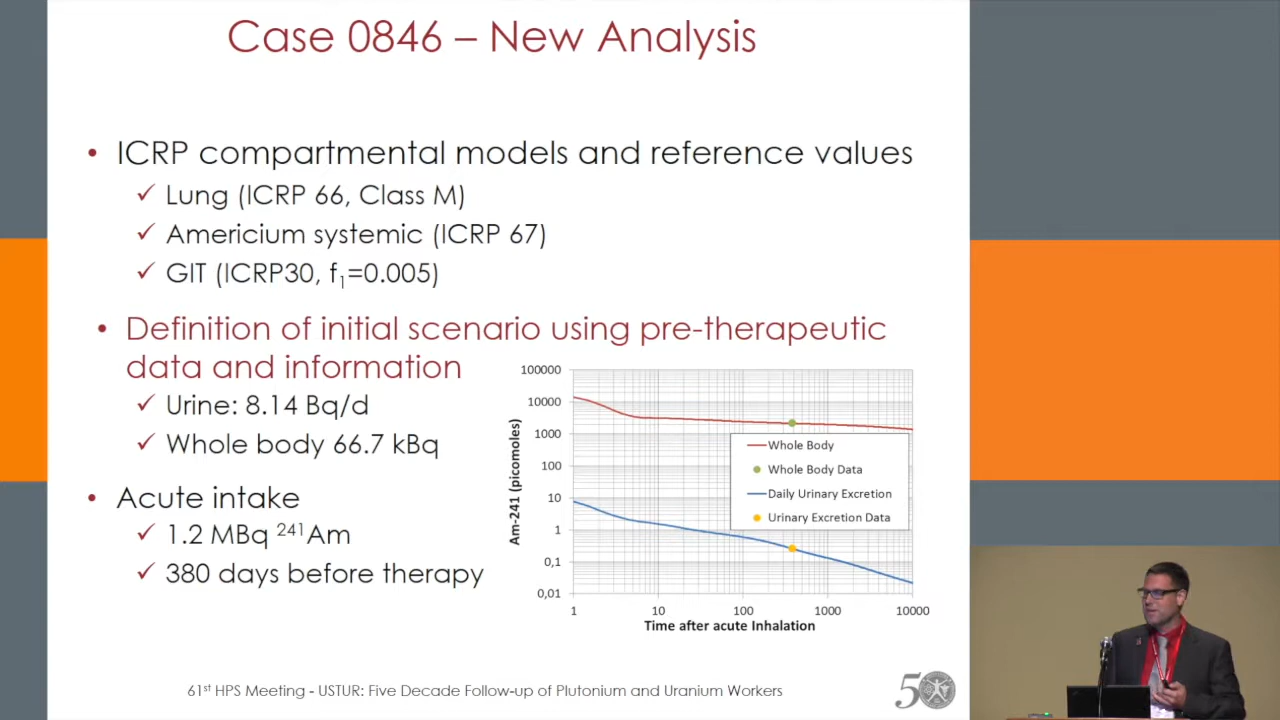 Case 0846 – New Analysis
• ICRP compartmental models and reference values
✓ Lung (ICRP 66, Class M)
✓ Americium systemic (ICRP 67)
✓ GIT (ICRP30, f₁=0.005)
• Definition of initial scenario using pre-therapeutic
data and information
✓ Urine: 8.14 Bq/d
✓ Whole body 66.7 kBq
• Acute intake
✓ 1.2 MBq ²⁴¹Am
✓ 380 days before therapy
Am-241 (picomoles)
100000
10000
1000
100
10
1
0,1
0,01
Whole Body
Whole Body Data
Daily Urinary Excretion
Urinary Excretion Data
1 10 100 1000 10000
Time after acute Inhalation
61ˢᵗ HPS Meeting - USTUR: Five Decade Follow-up of Plutonium and Uranium Workers
50